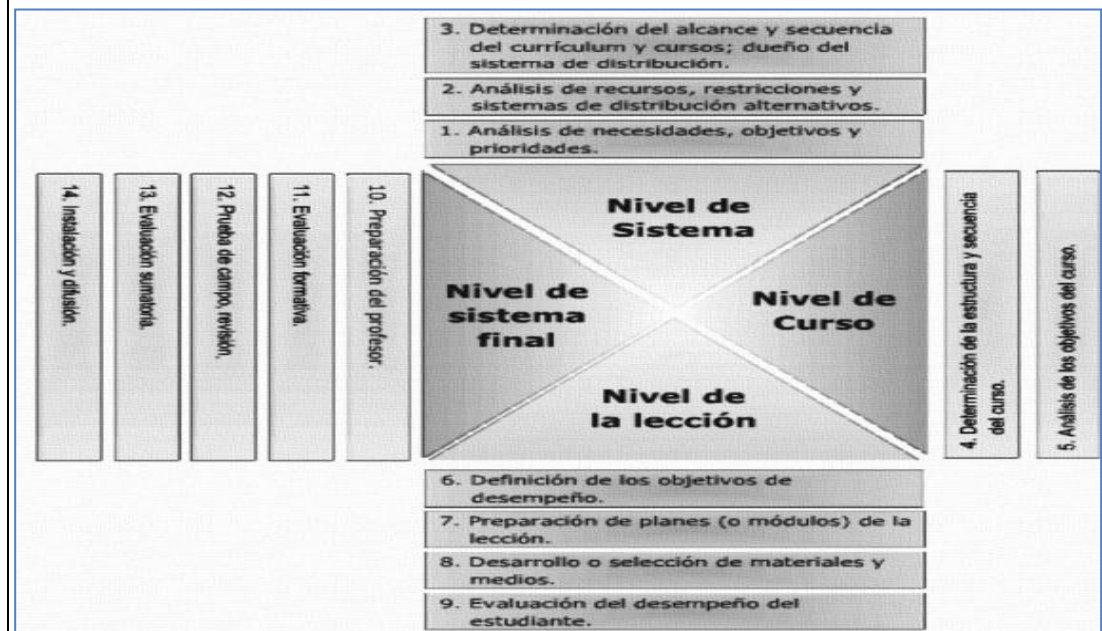 3. Determinación del alcance y secuencia
del currículum y cursos; dueño del
sistema de distribución.
2. Análisis de recursos, restricciones y
sistemas de distribución alternativos.
1. Análisis de necesidades, objetivos y
prioridades.
14. Instalación y difusión.
13. Evaluación sumatoria.
12. Prueba de campo, revisión.
11. Evaluación formativa.
10. Preparación del profesor.
Nivel de
Sistema
Nivel de
sistema
final
Nivel de
Curso
Nivel de
la lección
4. Determinación de la estructura y secuencia
del curso.
5. Análisis de los objetivos del curso.
6. Definición de los objetivos de
desempeño.
7. Preparación de planes (o módulos) de la
lección.
8. Desarrollo o selección de materiales y
medios.
9. Evaluación del desempeño del
estudiante.